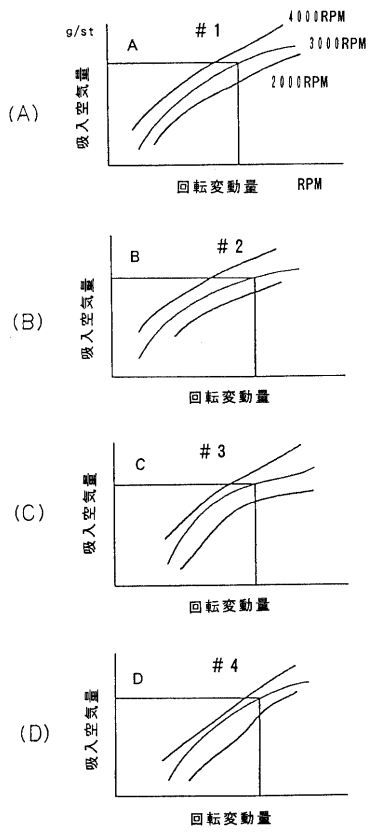 g/st
A
#1
4000RPM
3000RPM
2000RPM
(A)
吸入空気量
回転変動量 RPM
B
#2
(B)
吸入空気量
回転変動量
C
#3
(C)
吸入空気量
回転変動量
D
#4
(D)
吸入空気量
回転変動量